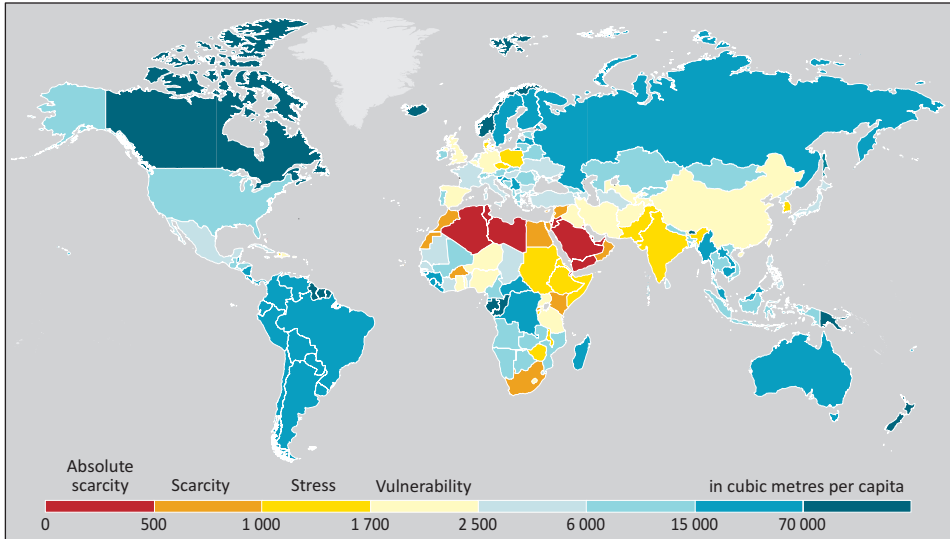 Absolute
scarcity
Scarcity
Stress
Vulnerability
in cubic metres per capita
0
500
1 000
1 700
2 500
6 000
15 000
70 000